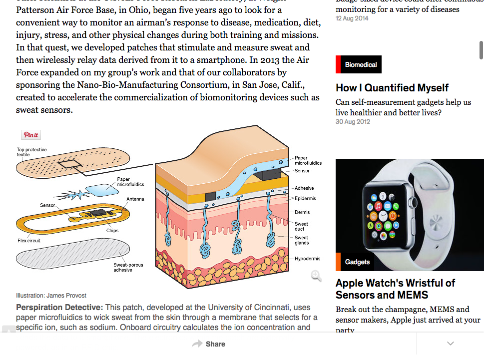 Patterson Air Force Base, in Ohio, began five years ago to look for a
convenient way to monitor an airman's response to disease, medication, diet,
injury, stress, and other physical changes during both training and missions.
In that quest, we developed patches that stimulate and measure sweat and
then wirelessly relay data derived from it to a smartphone. In 2013 the Air
Force expanded on my group's work and that of our collaborators by
sponsoring the Nano-Bio-Manufacturing Consortium, in San Jose, Calif.,
created to accelerate the commercialization of biomonitoring devices such as
sweat sensors.
Pin it
Top protective
textile
Paper
microfluidics
Sensor
Antenna
Chips
Sweat-porous
adhesive
Paper
microfluidics
Sensor
Adhesive
Epidermis
Dermis
Sweat
duct
Sweat
glands
Hypodermis
Illustration: James Provost
Perspiration Detective: This patch, developed at the University of Cincinnati, uses
paper microfluidics to wick sweat from the skin through a membrane that selects for a
specific ion, such as sodium. Onboard circuitry calculates the ion concentration and
monitoring for a variety of diseases
12 Aug 2014
Biomedical
How I Quantified Myself
Can self-measurement gadgets help us
live healthier and better lives?
30 Aug 2012
Gadgets
Apple Watch's Wristful of
Sensors and MEMS
Break out the champagne, MEMS and
sensor makers, Apple just arrived at your
party
Share